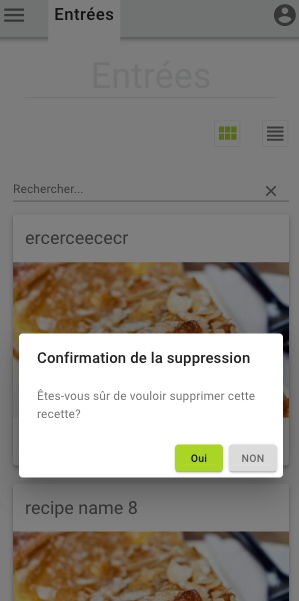 Entrées
Entrées
Rechercher...
ercerceececr
Confirmation de la suppression
Êtes-vous sûr de vouloir supprimer cette
recette?
Oui
NON
recipe name 8